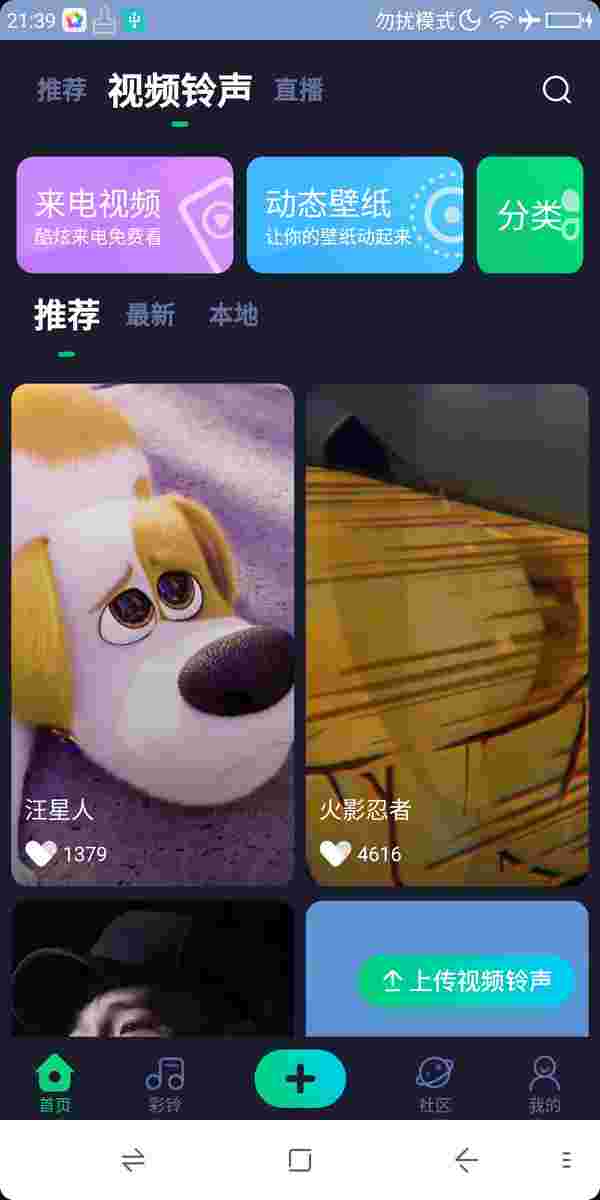 21:39 勿扰模式
推荐 视频铃声 直播
来电视频
酷炫来电免费看
动态壁纸
让你的壁纸动起来
分类
推荐 最新 本地
汪星人
1379
火影忍者
4616
上传视频铃声
首页 彩铃 社区 我的